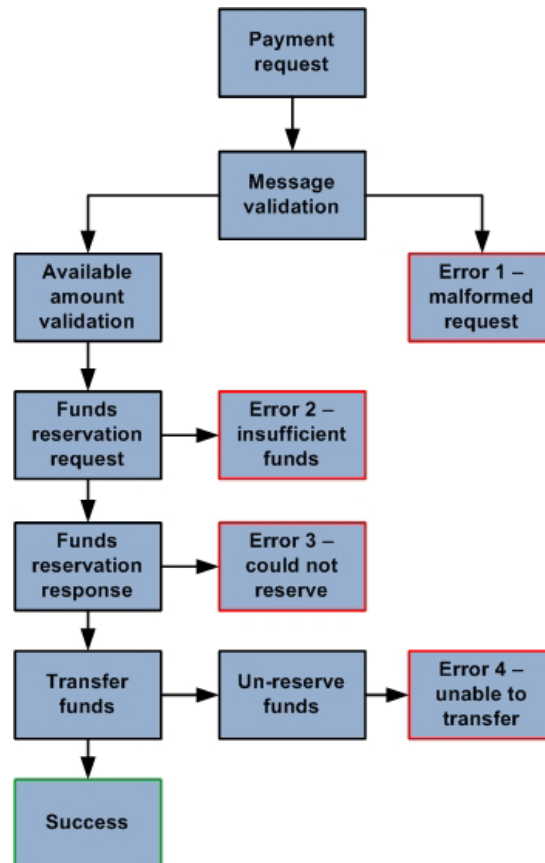 Payment
request
Message
validation
Available
amount
validation
Error 1 –
malformed
request
Funds
reservation
request
Error 2 –
insufficient
funds
Funds
reservation
response
Error 3 –
could not
reserve
Transfer
funds
Un-reserve
funds
Error 4 –
unable to
transfer
Success